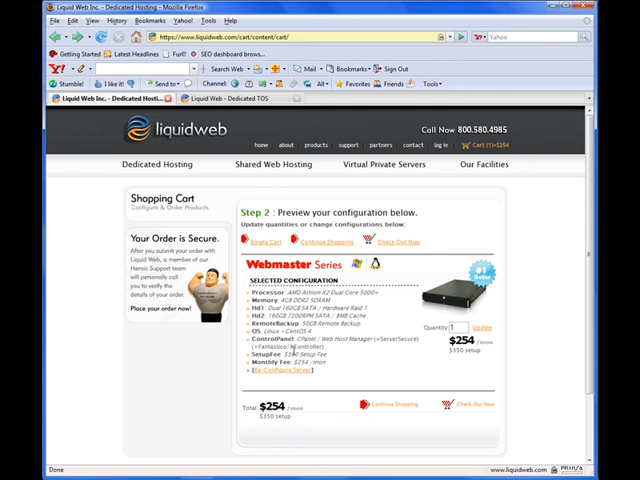 Liquid Web Inc. - Dedicated Hosting - Mozilla Firefox
File Edit View History Bookmarks Yahoo! Tools Help
https://www.liquidweb.com/cart/content/cart/
Yahoo
Getting Started Latest Headlines Furl! SEO dashboard brows...
Search Web Mail Bookmarks Sign Out
Stumble! I like it! Send to Channel: All Favorites Friends Tools
Liquid Web Inc. - Dedicated Hosti... Liquid Web - Dedicated TOS
liquidweb
Call Now 800.580.4985
home about products support partners contact log in Cart (1)=$254
Dedicated Hosting Shared Web Hosting Virtual Private Servers Our Facilities
Shopping Cart
Configure & Order Products
Your Order is Secure.
After you submit your order with Liquid Web, a member of our Heroic Support team will personally call you to verify the details of your order.
Place your order now!
Step 2 : Preview your configuration below.
Update quantities or change configurations below:
Empty Cart Continue Shopping Check Out Now
Webmaster Series
#1 Seller
SELECTED CONFIGURATION
Processor: AMD Athlon X2 Dual Core 5000+
Memory: 4GB DDR2 SDRAM
Hd1: Dual 160GB SATA / Hardware Raid 1
Hd2: 160GB 7200RPM SATA / 8MB Cache
RemoteBackup: 50GB Remote Backup
OS: Linux - CentOS 4
ControlPanel: CPanel / Web Host Manager (+ServerSecure)
(+Fantastico/XController)
SetupFee: $350 Setup Fee
Monthly Fee: $254 /mon
[Re-Configure Server]
Quantity: 1 Update
$254 /mon
$350 setup
Total: $254 /mon
$350 setup
Continue Shopping Check Out Now
Done
www.liquidweb.com